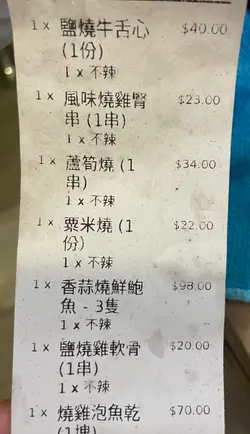 1 x 鹽燒牛舌心 $40.00
(1份)
1 x 不辣
1 x 風味燒雞腎 $23.00
串 (1串)
1 x 不辣
1 x 蘆筍燒 (1 $34.00
串)
1 x 不辣
1 x 粟米燒 (1 $22.00
份)
1 x 不辣
1 x 香蒜燒鮮鮑 $98.00
魚 - 3隻
1 x 不辣
1 x 鹽燒雞軟骨 $20.00
(1串)
1 x 不辣
1 x 燒雞泡魚乾 $70.00
(1塊)